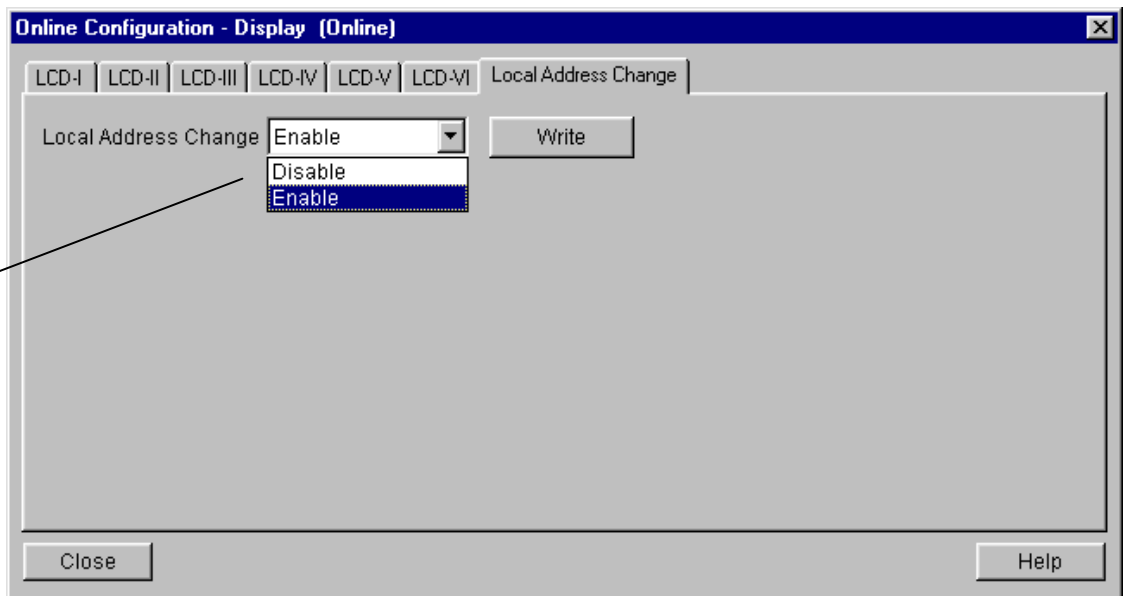 Online Configuration - Display (Online)
LCD-I LCD-II LCD-III LCD-IV LCD-V LCD-VI Local Address Change
Local Address Change Enable Write
Disable
Enable
Close Help